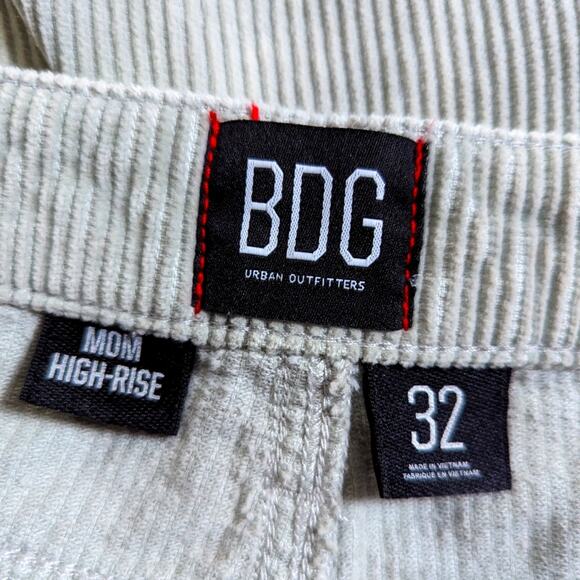 BDG
URBAN OUTFITTERS
MOM
HIGH-RISE
32
MADE IN VIETNAM
FABRIQUÉ EN VIETNAM